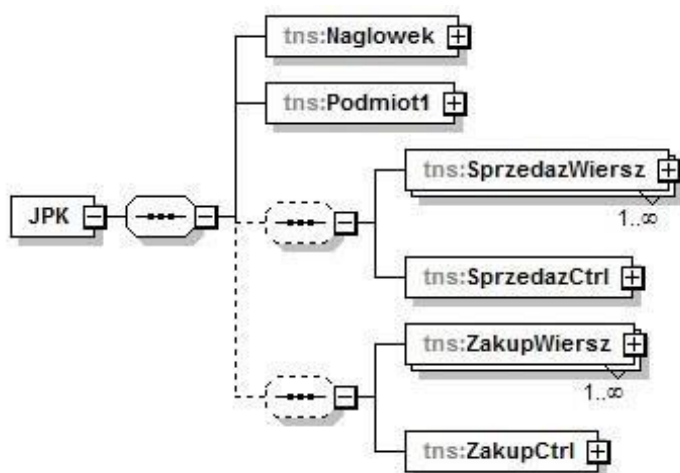 tns:Naglowek
tns:Podmiot1
tns:SprzedazWiersz
1..∞
JPK
tns:SprzedazCtrl
tns:ZakupWiersz
1..∞
tns:ZakupCtrl